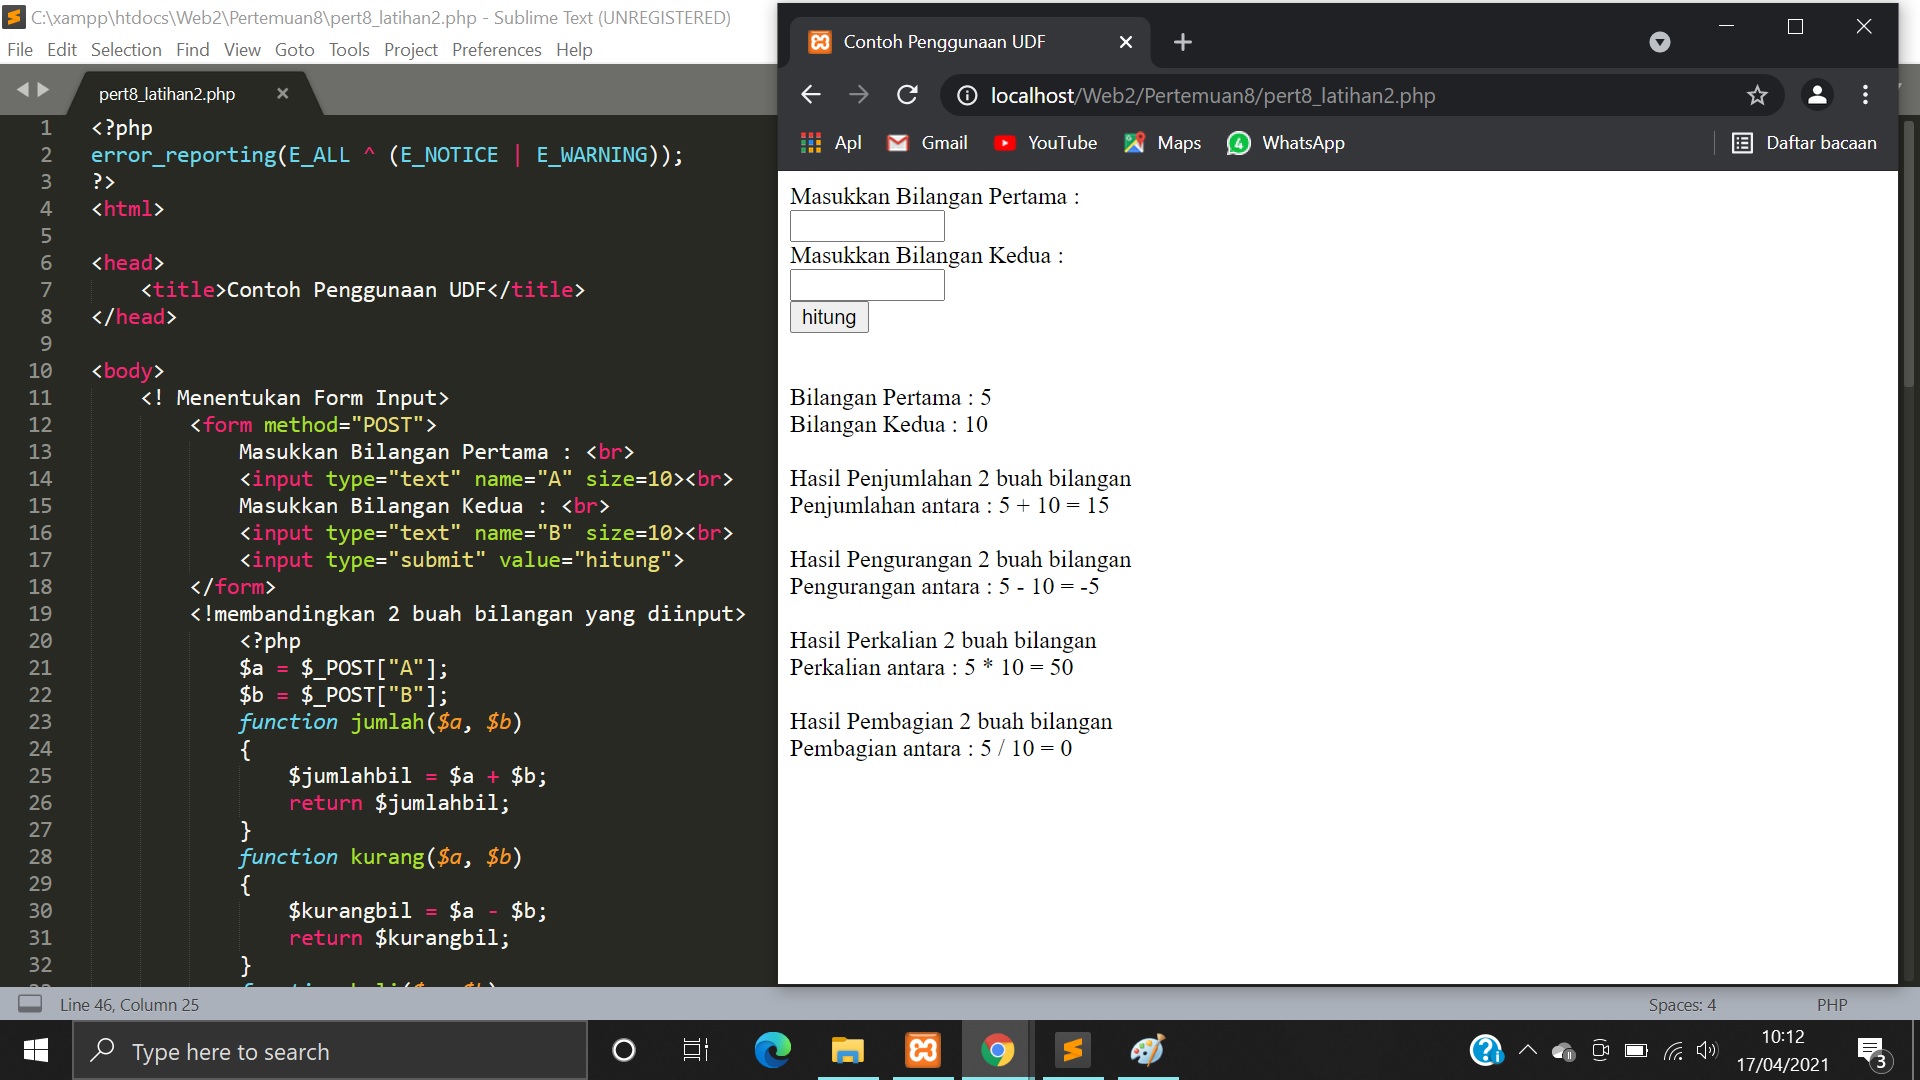 C:\xampp\htdocs\Web2\Pertemuan8\pert8_latihan2.php - Sublime Text (UNREGISTERED)
File Edit Selection Find View Goto Tools Project Preferences Help
pert8_latihan2.php
1 <?php
2 error_reporting(E_ALL ^ (E_NOTICE | E_WARNING));
3 ?>
4 <html>
5
6 <head>
7 <title>Contoh Penggunaan UDF</title>
8 </head>
9
10 <body>
11 <! Menentukan Form Input>
12 <form method="POST">
13 Masukkan Bilangan Pertama : <br>
14 <input type="text" name="A" size=10><br>
15 Masukkan Bilangan Kedua : <br>
16 <input type="text" name="B" size=10><br>
17 <input type="submit" value="hitung">
18 </form>
19 <!membandingkan 2 buah bilangan yang diinput>
20 <?php
21 $a = $_POST["A"];
22 $b = $_POST["B"];
23 function jumlah($a, $b)
24 {
25 $jumlahbil = $a + $b;
26 return $jumlahbil;
27 }
28 function kurang($a, $b)
29 {
30 $kurangbil = $a - $b;
31 return $kurangbil;
32 }
Line 46, Column 25
Spaces: 4
PHP
Contoh Penggunaan UDF
localhost/Web2/Pertemuan8/pert8_latihan2.php
Apl
Gmail
YouTube
Maps
4
WhatsApp
Daftar bacaan
Masukkan Bilangan Pertama :
Masukkan Bilangan Kedua :
hitung
Bilangan Pertama : 5
Bilangan Kedua : 10
Hasil Penjumlahan 2 buah bilangan
Penjumlahan antara : 5 + 10 = 15
Hasil Pengurangan 2 buah bilangan
Pengurangan antara : 5 - 10 = -5
Hasil Perkalian 2 buah bilangan
Perkalian antara : 5 * 10 = 50
Hasil Pembagian 2 buah bilangan
Pembagian antara : 5 / 10 = 0
Type here to search
10:12
17/04/2021
3